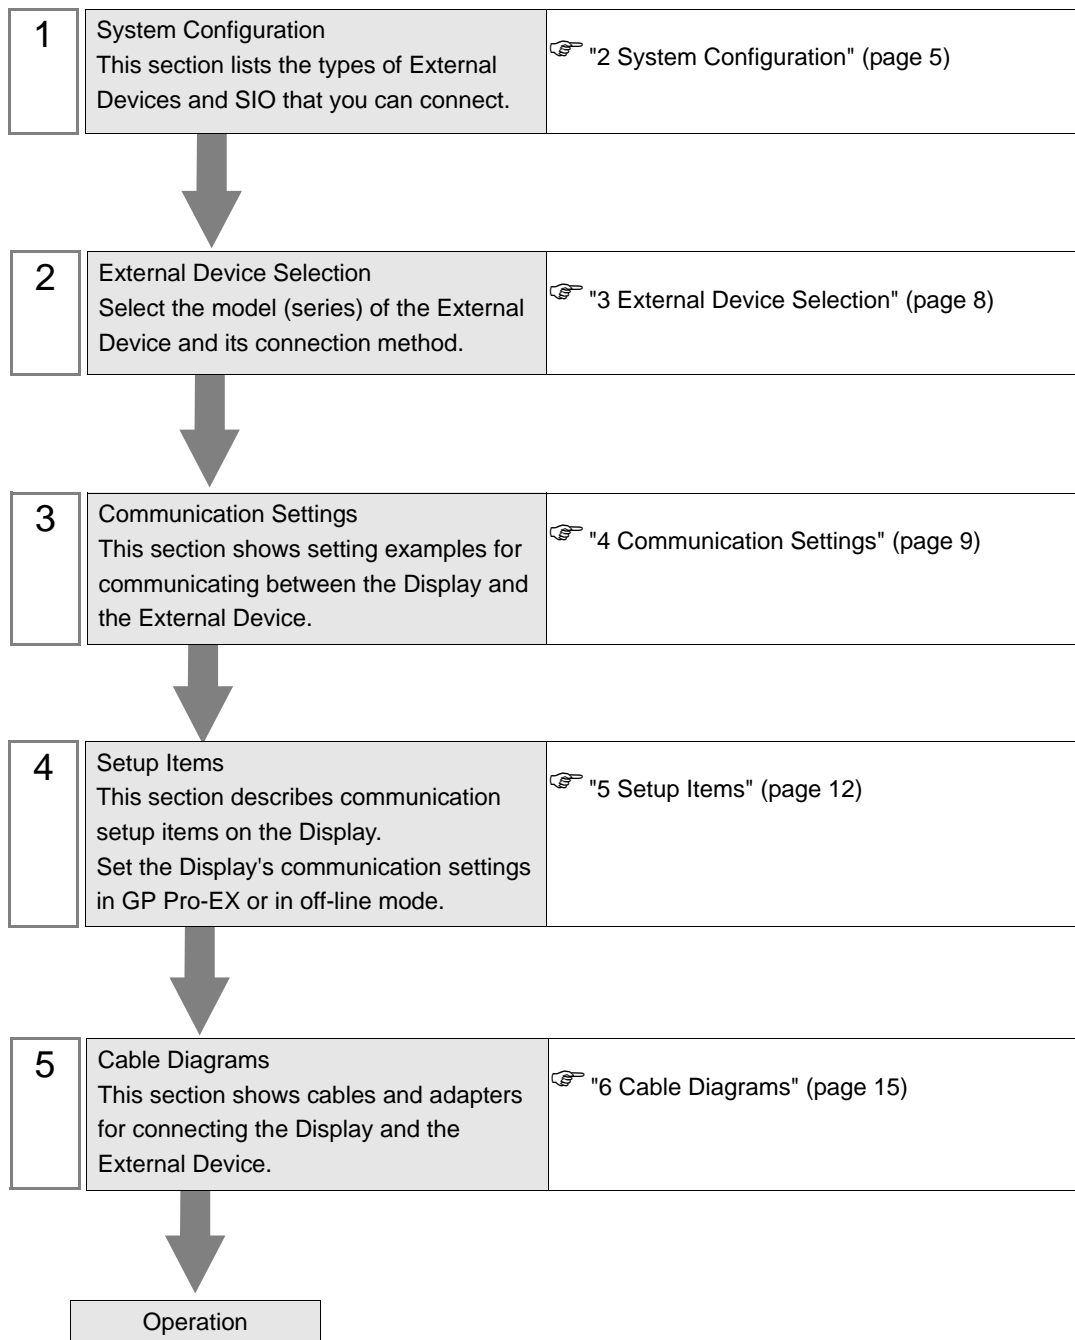 1
System Configuration
This section lists the types of External
Devices and SIO that you can connect.
"2 System Configuration" (page 5)
2
External Device Selection
Select the model (series) of the External
Device and its connection method.
"3 External Device Selection" (page 8)
3
Communication Settings
This section shows setting examples for
communicating between the Display and
the External Device.
"4 Communication Settings" (page 9)
4
Setup Items
This section describes communication
setup items on the Display.
Set the Display's communication settings
in GP Pro-EX or in off-line mode.
"5 Setup Items" (page 12)
5
Cable Diagrams
This section shows cables and adapters
for connecting the Display and the
External Device.
"6 Cable Diagrams" (page 15)
Operation